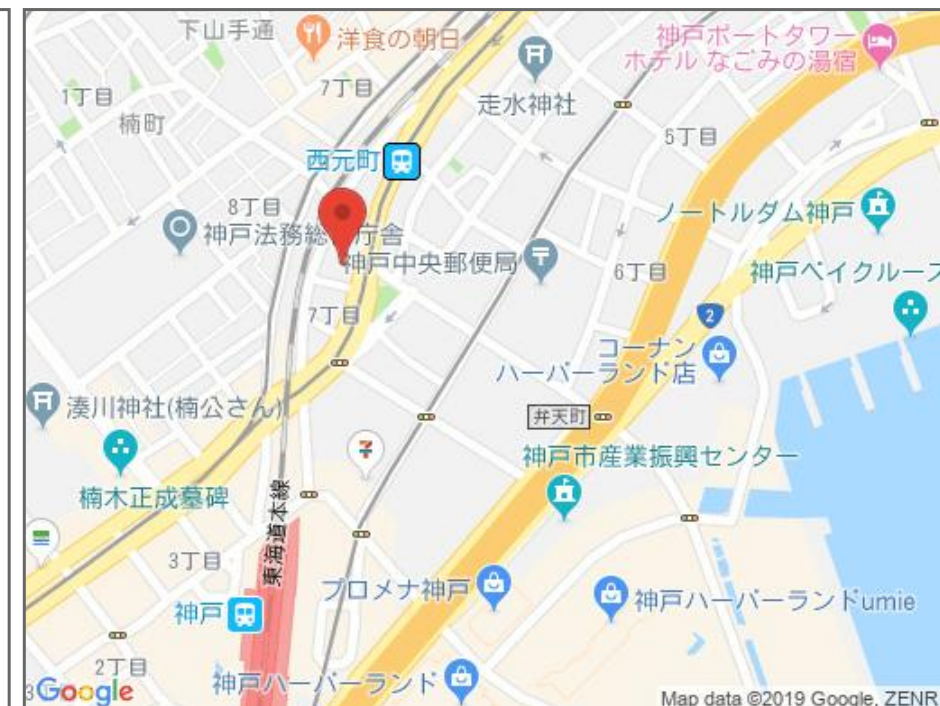 下山手通
洋食の朝日
神戸ポートタワー
ホテル なごみの湯宿
7丁目
1丁目
楠町
走水神社
5丁目
西元町
8丁目
神戸法務総
庁舎
ノートルダム神戸
神戸中央郵便局
6丁目
神戸ベイクルーズ
7丁目
2
コーナン
ハーバーランド店
湊川神社(楠公さん)
弁天町
7
神戸市産業振興センター
楠木正成墓碑
東海道本線
3丁目
プロメナ神戸
神戸ハーバーランドumie
神戸
2丁目
神戸ハーバーランド
3
Google
Map data ©2019 Google, ZENR